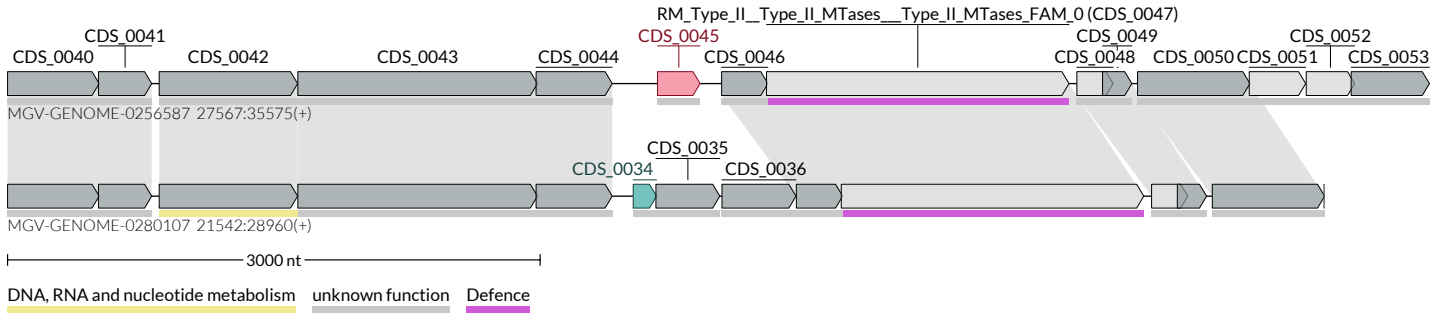 RM_Type_II__Type_II_MTases___Type_II_MTases_FAM_0 (CDS_0047)
CDS_0041 CDS_0045 CDS_0049 CDS_0052
CDS_0040 CDS_0042 CDS_0043 CDS_0044 CDS_0046 CDS_0048 CDS_0050 CDS_0051 CDS_0053
MGV-GENOME-0256587 27567:35575(+)
CDS_0035
CDS_0034 CDS_0036
MGV-GENOME-0280107 21542:28960(+)
3000 nt
DNA, RNA and nucleotide metabolism unknown function Defence